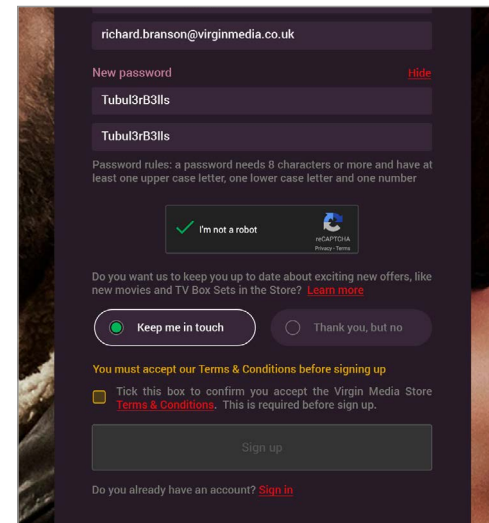 richard.branson@virginmedia.co.uk
New password Hide
Tubul3rB3lls
Tubul3rB3lls
Password rules: a password needs 8 characters or more and have at
least one upper case letter, one lower case letter and one number
I'm not a robot
reCAPTCHA
Privacy - Terms
Do you want us to keep you up to date about exciting new offers, like
new movies and TV Box Sets in the Store? Learn more
Keep me in touch
Thank you, but no
You must accept our Terms & Conditions before signing up
Tick this box to confirm you accept the Virgin Media Store
Terms & Conditions. This is required before sign up.
Sign up
Do you already have an account? Sign in